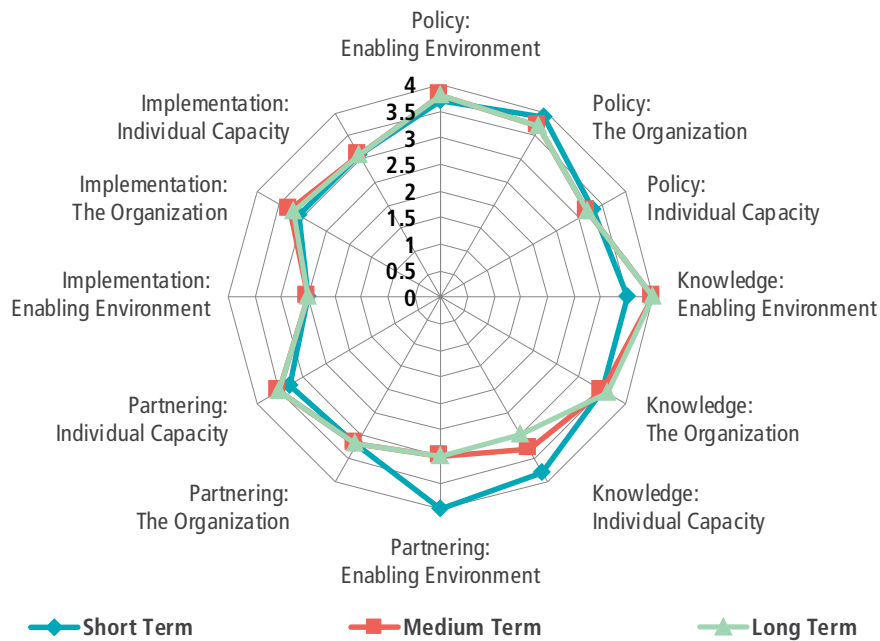 Policy:
Enabling Environment
Policy:
The Organization
Policy:
Individual Capacity
Knowledge:
Enabling Environment
Knowledge:
The Organization
Knowledge:
Individual Capacity
Partnering:
Enabling Environment
Partnering:
The Organization
Partnering:
Individual Capacity
Implementation:
Enabling Environment
Implementation:
The Organization
Implementation:
Individual Capacity
4
3.5
3
2.5
2
1.5
1
0.5
0
Short Term
Medium Term
Long Term